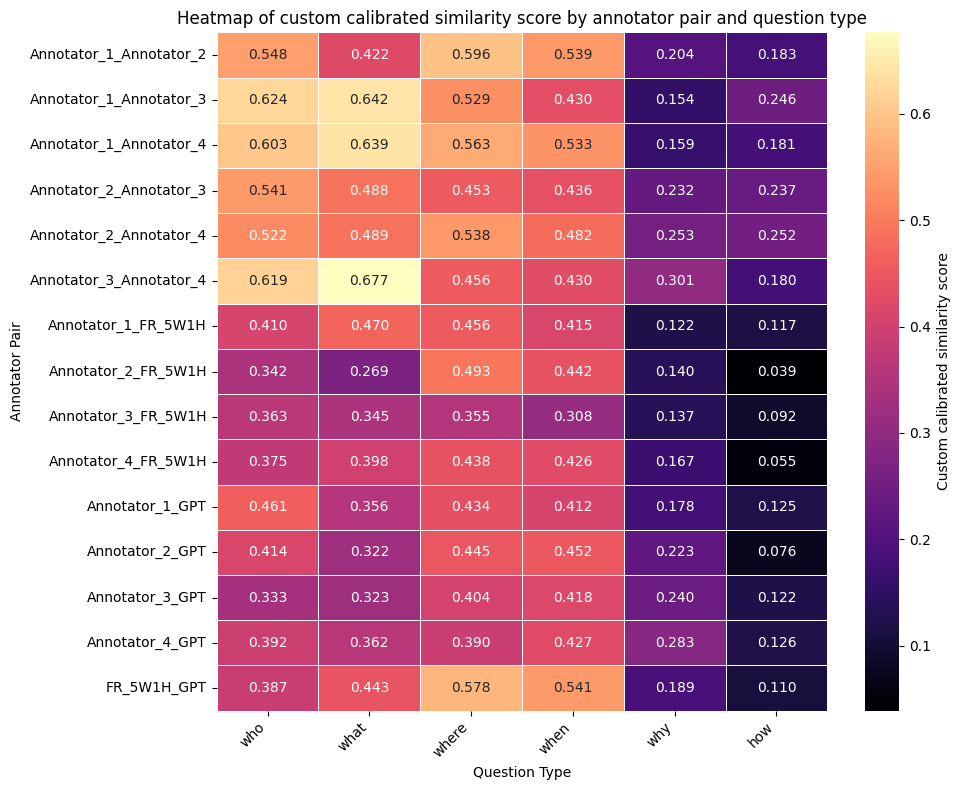 Heatmap of custom calibrated similarity score by annotator pair and question type
Annotator Pair
Annotator_1_Annotator_2 0.548 0.422 0.596 0.539 0.204 0.183
Annotator_1_Annotator_3 0.624 0.642 0.529 0.430 0.154 0.246
Annotator_1_Annotator_4 0.603 0.639 0.563 0.533 0.159 0.181
Annotator_2_Annotator_3 0.541 0.488 0.453 0.436 0.232 0.237
Annotator_2_Annotator_4 0.522 0.489 0.538 0.482 0.253 0.252
Annotator_3_Annotator_4 0.619 0.677 0.456 0.430 0.301 0.180
Annotator_1_FR_5W1H 0.410 0.470 0.456 0.415 0.122 0.117
Annotator_2_FR_5W1H 0.342 0.269 0.493 0.442 0.140 0.039
Annotator_3_FR_5W1H 0.363 0.345 0.355 0.308 0.137 0.092
Annotator_4_FR_5W1H 0.375 0.398 0.438 0.426 0.167 0.055
Annotator_1_GPT 0.461 0.356 0.434 0.412 0.178 0.125
Annotator_2_GPT 0.414 0.322 0.445 0.452 0.223 0.076
Annotator_3_GPT 0.333 0.323 0.404 0.418 0.240 0.122
Annotator_4_GPT 0.392 0.362 0.390 0.427 0.283 0.126
FR_5W1H_GPT 0.387 0.443 0.578 0.541 0.189 0.110
who what where when why how
Question Type
0.6
0.5
0.4
0.3
0.2
0.1
Custom calibrated similarity score